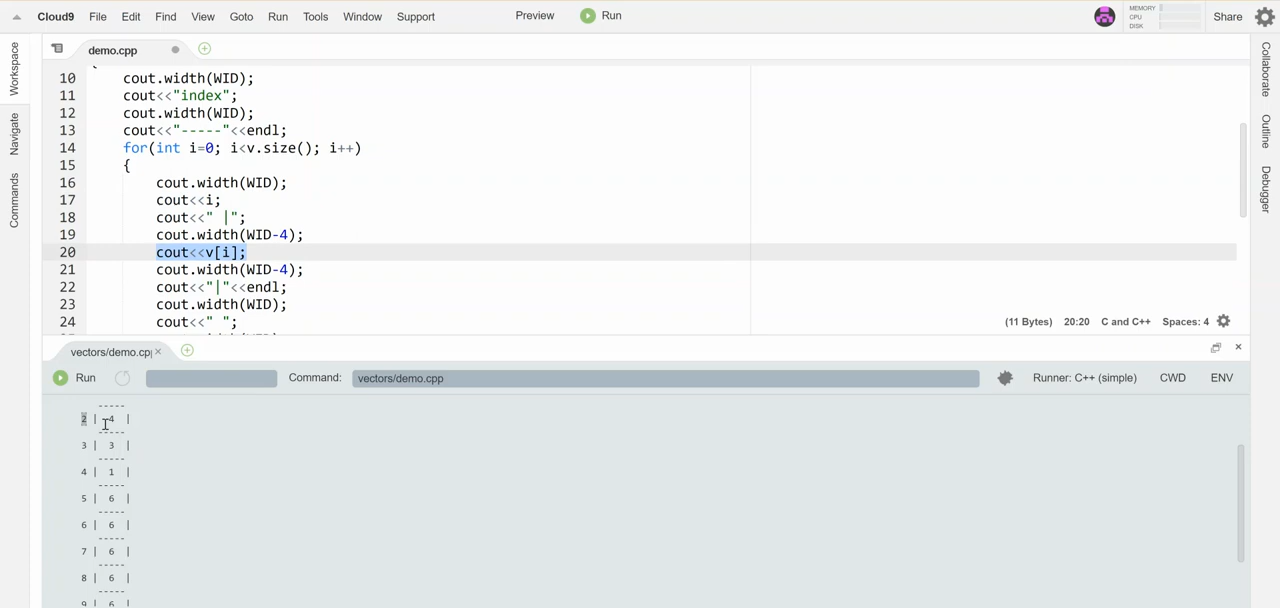 Cloud9 File Edit Find View Goto Run Tools Window Support Preview Run MEMORY CPU DISK Share
Workspace
Navigate
Commands
demo.cpp
10 cout.width(WID);
11 cout<<"index";
12 cout.width(WID);
13 cout<<"-----"<<endl;
14 for(int i=0; i<v.size(); i++)
15 {
16 cout.width(WID);
17 cout<<i;
18 cout<<" |";
19 cout.width(WID-4);
20 cout<<v[i];
21 cout.width(WID-4);
22 cout<<"|"<<endl;
23 cout.width(WID);
24 cout<<" ";
(11 Bytes) 20:20 C and C++ Spaces: 4
Collaborate
Outline
Debugger
vectors/demo.cp
Run Command: vectors/demo.cpp Runner: C++ (simple) CWD ENV
-----
2 | 4 |
-----
3 | 3 |
-----
4 | 1 |
-----
5 | 6 |
-----
6 | 6 |
-----
7 | 6 |
-----
8 | 6 |
-----
9 | 6 |